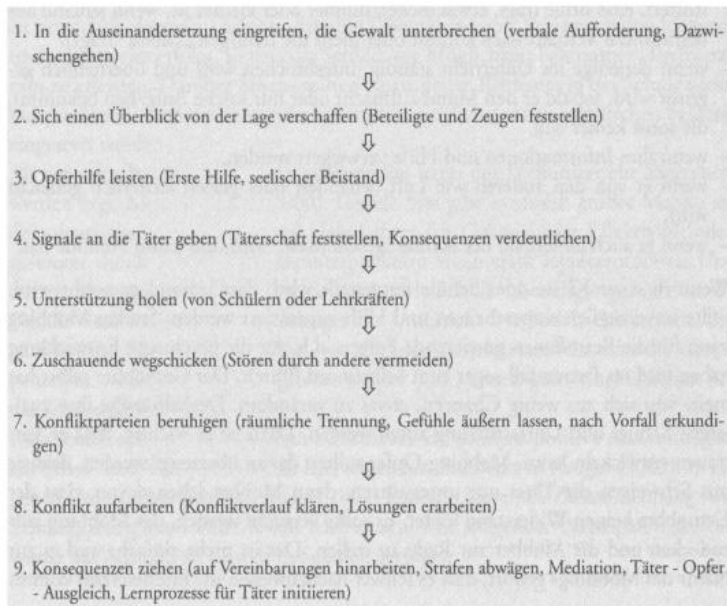 1. In die Auseinandersetzung eingreifen, die Gewalt unterbrechen (verbale Aufforderung, Dazwi-
schengehen)
⇩
2. Sich einen Überblick von der Lage verschaffen (Beteiligte und Zeugen feststellen)
⇩
3. Opferhilfe leisten (Erste Hilfe, seelischer Beistand)
⇩
4. Signale an die Täter geben (Täterschaft feststellen, Konsequenzen verdeutlichen)
⇩
5. Unterstützung holen (von Schülern oder Lehrkräften)
⇩
6. Zuschauende wegschicken (Stören durch andere vermeiden)
⇩
7. Konfliktparteien beruhigen (räumliche Trennung, Gefühle äußern lassen, nach Vorfall erkundi-
gen)
⇩
8. Konflikt aufarbeiten (Konfliktverlauf klären, Lösungen erarbeiten)
⇩
9. Konsequenzen ziehen (auf Vereinbarungen hinarbeiten, Strafen abwägen, Mediation, Täter - Opfer
- Ausgleich, Lernprozesse für Täter initiieren)